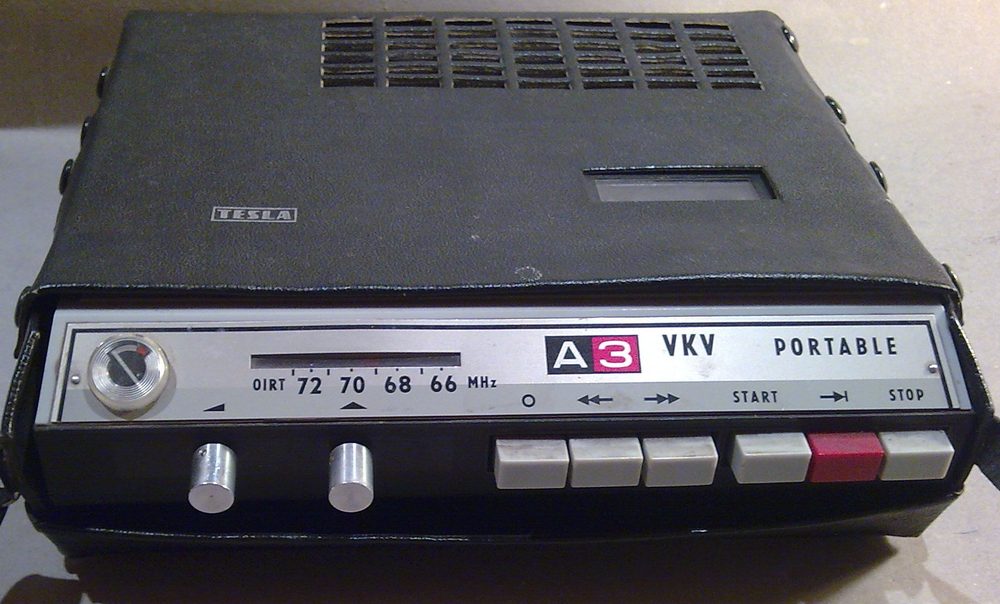 TESLA
A3 VKV PORTABLE
OIRT 72 70 68 66 MHz
START STOP